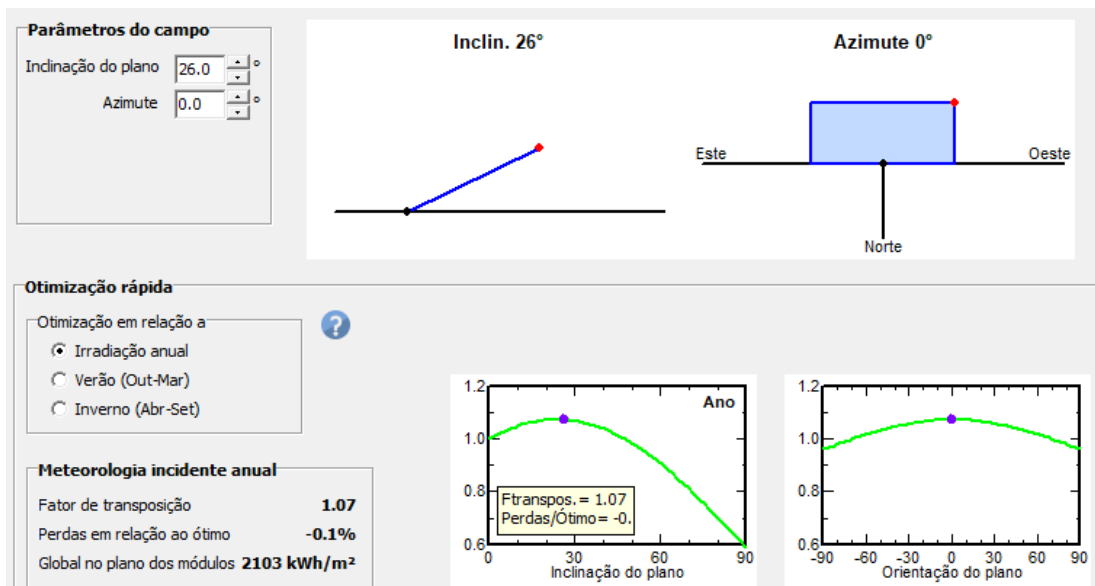 Parâmetros do campo
Inclinação do plano 26.0 °
Azimute 0.0 °
Inclin. 26°
Azimute 0°
Este
Oeste
Norte
Otimização rápida
Otimização em relação a
Irradiação anual
Verão (Out-Mar)
Inverno (Abr-Set)
?
Meteorologia incidente anual
Fator de transposição 1.07
Perdas em relação ao ótimo -0.1%
Global no plano dos módulos 2103 kWh/m²
Ano
1.2
1.0
0.8
0.6
Ftranspos.= 1.07
Perdas/Ótimo= -0.
0 30 60 90
Inclinação do plano
1.2
1.0
0.8
0.6
-90 -60 -30 0 30 60 90
Orientação do plano